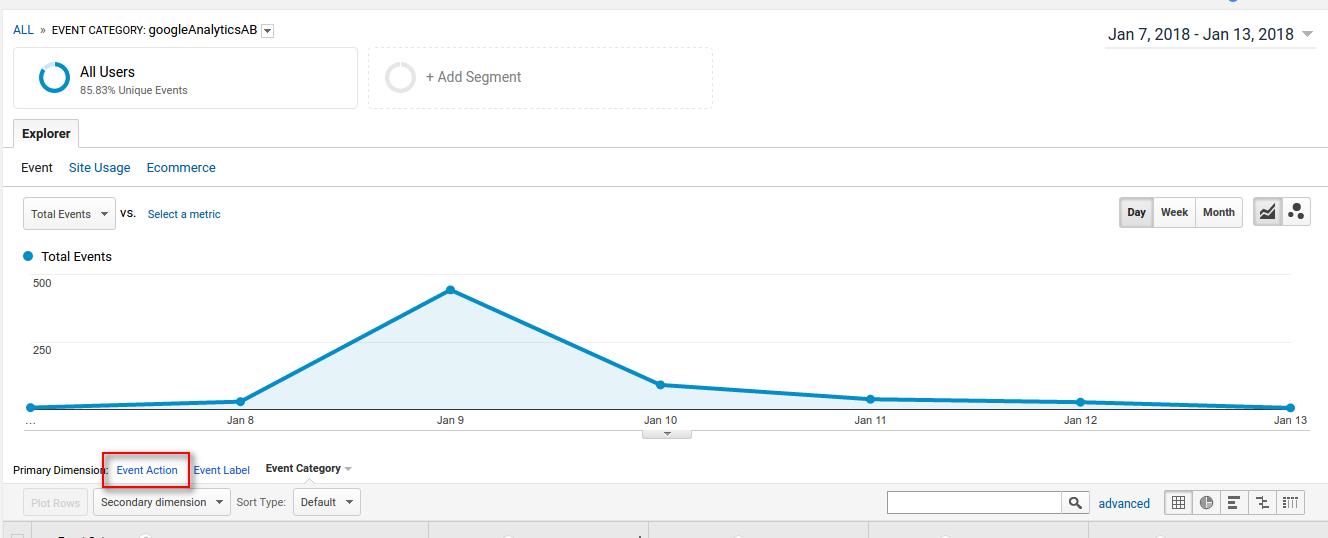 ALL » EVENT CATEGORY: googleAnalyticsAB
Jan 7, 2018 - Jan 13, 2018
All Users
85.83% Unique Events
+ Add Segment
Explorer
Event Site Usage Ecommerce
Total Events VS. Select a metric
Day Week Month
Total Events
500
250
... Jan 8 Jan 9 Jan 10 Jan 11 Jan 12 Jan 13
Primary Dimension: Event Action Event Label Event Category
Plot Rows Secondary dimension Sort Type: Default advanced